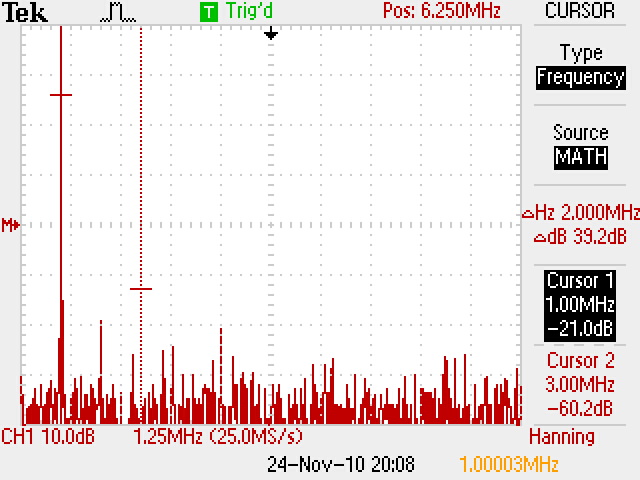 Tek T Trig'd Pos: 6.250MHz CURSOR
Type
Frequency
Source
MATH
M
△Hz 2.000MHz
△dB 39.2dB
Cursor 1
1.00MHz
-21.0dB
Cursor 2
3.00MHz
-60.2dB
CH1 10.0dB 1.25MHz (25.0MS/s) Hanning
24-Nov-10 20:08 1.00003MHz